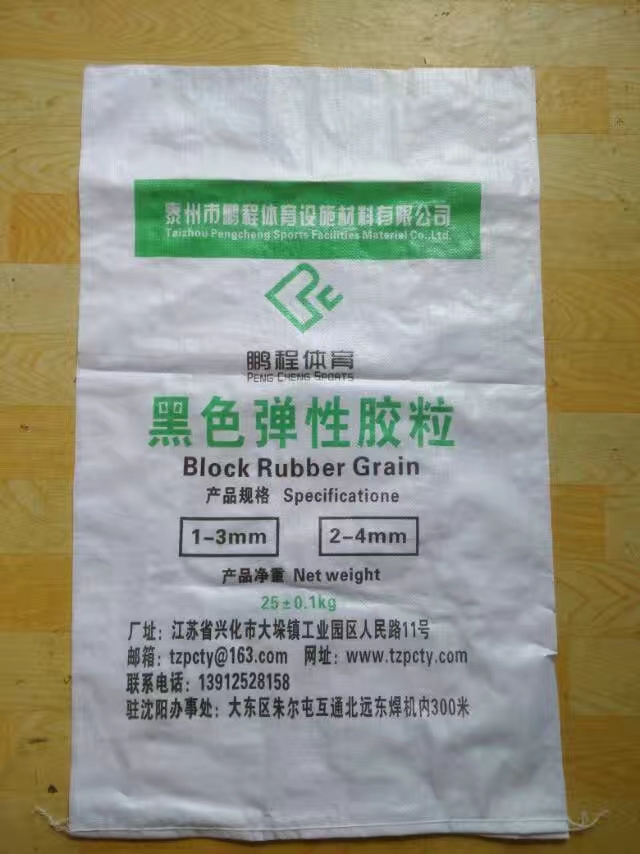 泰州市鹏程体育设施材料有限公司
Taizhou Pengcheng Sports Facilities Material Co.,Ltd.
鹏程体育
PENG CHENG SPORTS
黑色弹性胶粒
Block Rubber Grain
产品规格 Specificatione
1-3mm 2-4mm
产品净重 Net weight
25±0.1kg
厂址：江苏省兴化市大垛镇工业园区人民路11号
邮箱：tzpcty@163.com 网址：www.tzpcty.com
联系电话：13912528158
驻沈阳办事处：大东区朱尔屯互通北远东焊机内300米